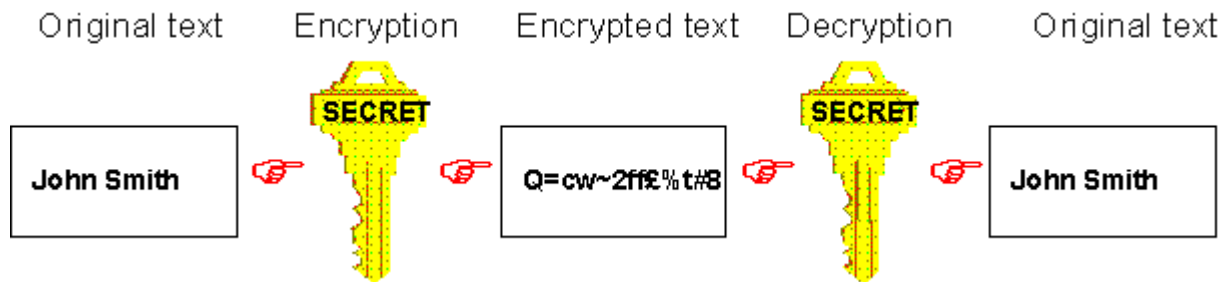 Original text Encryption Encrypted text Decryption Original text
SECRET SECRET
John Smith Q=cw~2ff£%t#8 John Smith